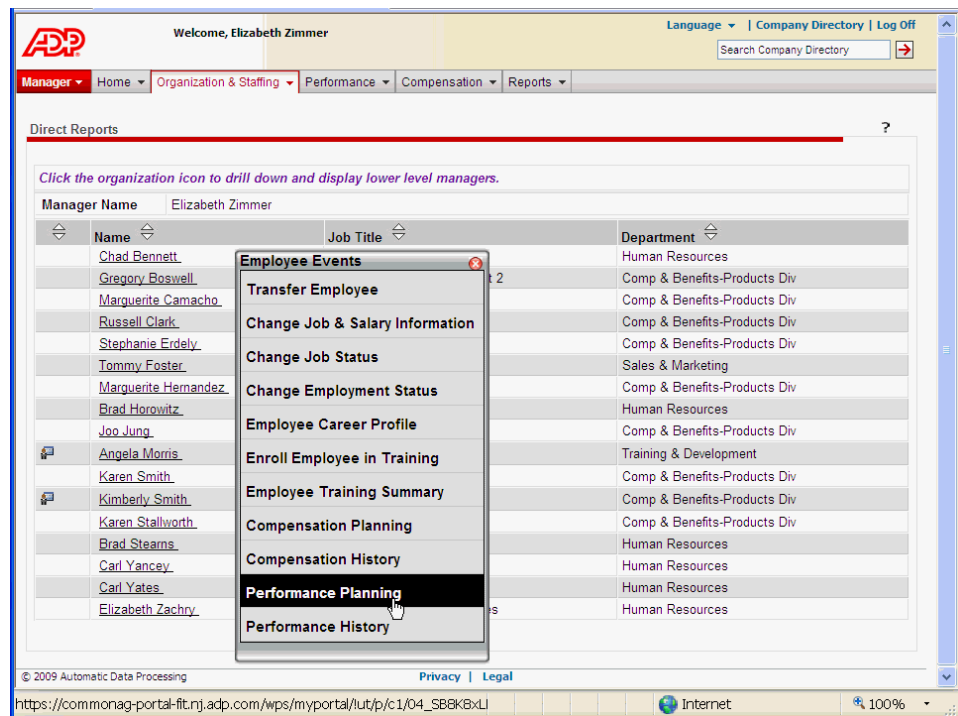 ADP
Welcome, Elizabeth Zimmer
Language | Company Directory | Log Off
Search Company Directory
Manager Home Organization & Staffing Performance Compensation Reports
Direct Reports ?
Click the organization icon to drill down and display lower level managers.
Manager Name Elizabeth Zimmer
Name Job Title Department
Chad Bennett Human Resources
Gregory Boswell t 2 Comp & Benefits-Products Div
Marguerite Camacho Comp & Benefits-Products Div
Russell Clark Comp & Benefits-Products Div
Stephanie Erdely Comp & Benefits-Products Div
Tommy Foster Sales & Marketing
Marguerite Hernandez Comp & Benefits-Products Div
Brad Horowitz Human Resources
Joo Jung Comp & Benefits-Products Div
Angela Morris Training & Development
Karen Smith Comp & Benefits-Products Div
Kimberly Smith Comp & Benefits-Products Div
Karen Stallworth Comp & Benefits-Products Div
Brad Stearns Human Resources
Carl Yancey Human Resources
Carl Yates Human Resources
Elizabeth Zachry es Human Resources
Employee Events
Transfer Employee
Change Job & Salary Information
Change Job Status
Change Employment Status
Employee Career Profile
Enroll Employee in Training
Employee Training Summary
Compensation Planning
Compensation History
Performance Planning
Performance History
© 2009 Automatic Data Processing Privacy | Legal
https://commonag-portal-fit.nj.adp.com/wps/myportal/!ut/p/c1/04_SB8K8xLI Internet 100%